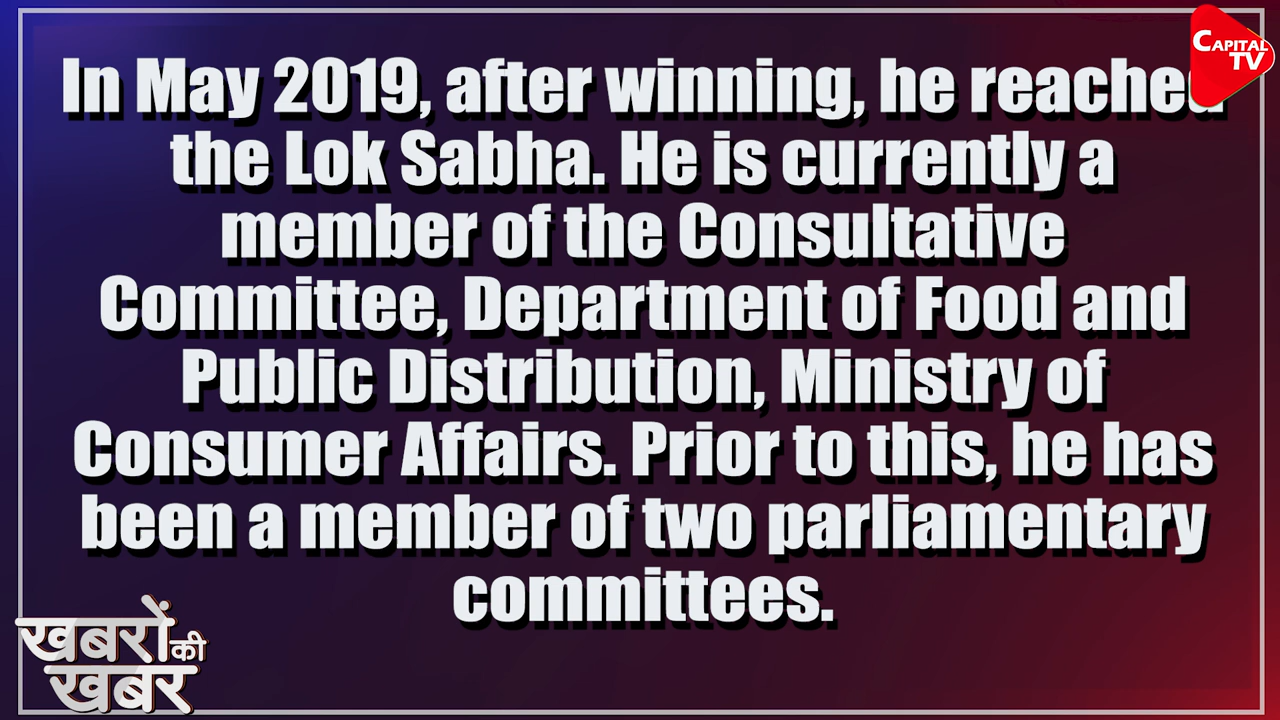 CAPITAL
TV
In May 2019, after winning, he reached
the Lok Sabha. He is currently a
member of the Consultative
Committee, Department of Food and
Public Distribution, Ministry of
Consumer Affairs. Prior to this, he has
been a member of two parliamentary
committees.
खबरों की
खबर